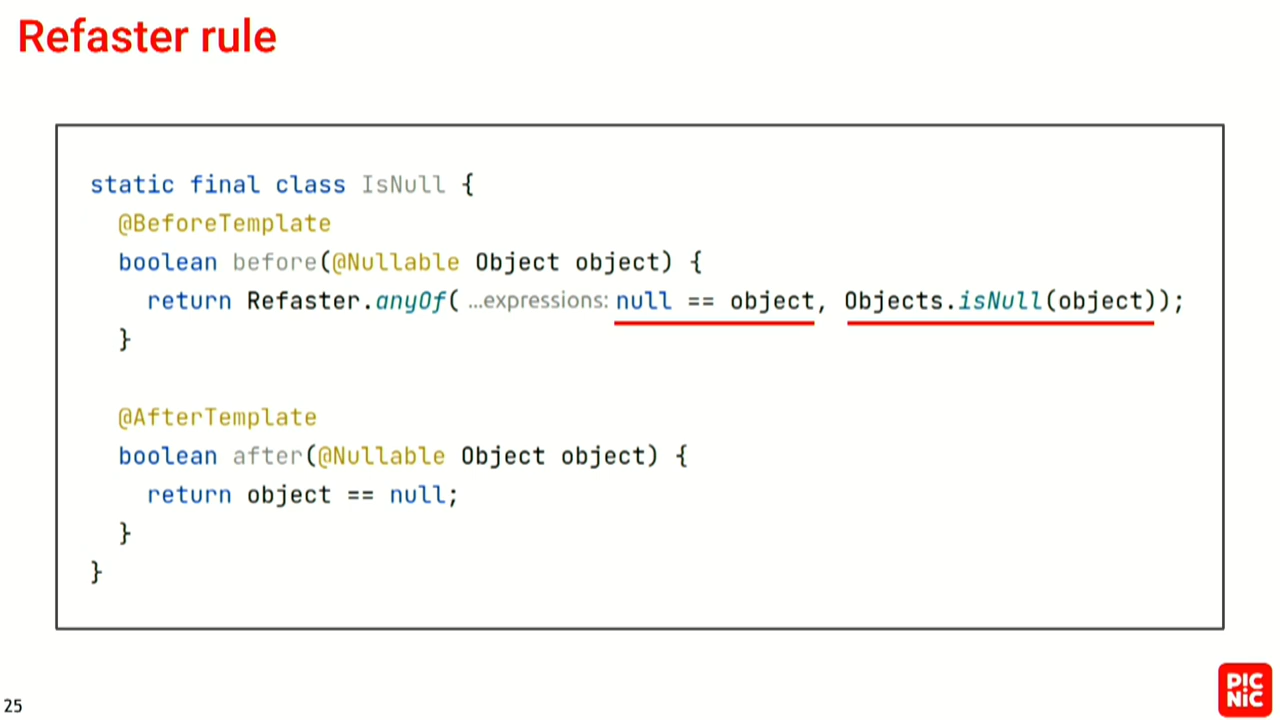 Refaster rule
static final class IsNull {
@BeforeTemplate
boolean before(@Nullable Object object) {
return Refaster.anyOf( ...expressions: null == object, Objects.isNull(object));
}
@AfterTemplate
boolean after(@Nullable Object object) {
return object == null;
}
}
25
PIC
NIC